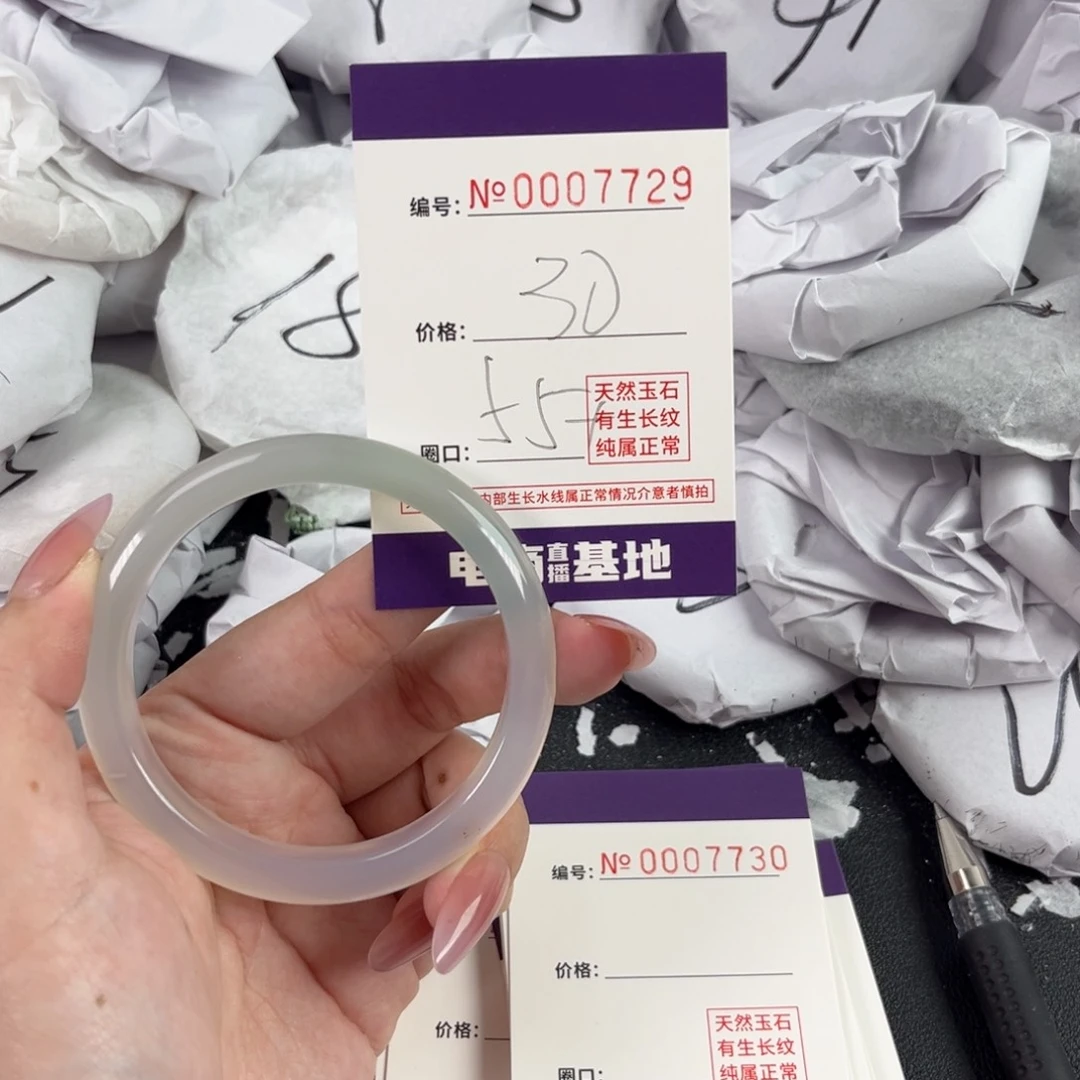 91
18
编号: №0007729
价格: 30
圈口: 55+
天然玉石
有生长纹
纯属正常
内部生长水线属正常情况介意者慎拍
电商直播基地
编号: №0007730
价格:
天然玉石
有生长纹
纯属正常
圈口:
价格: